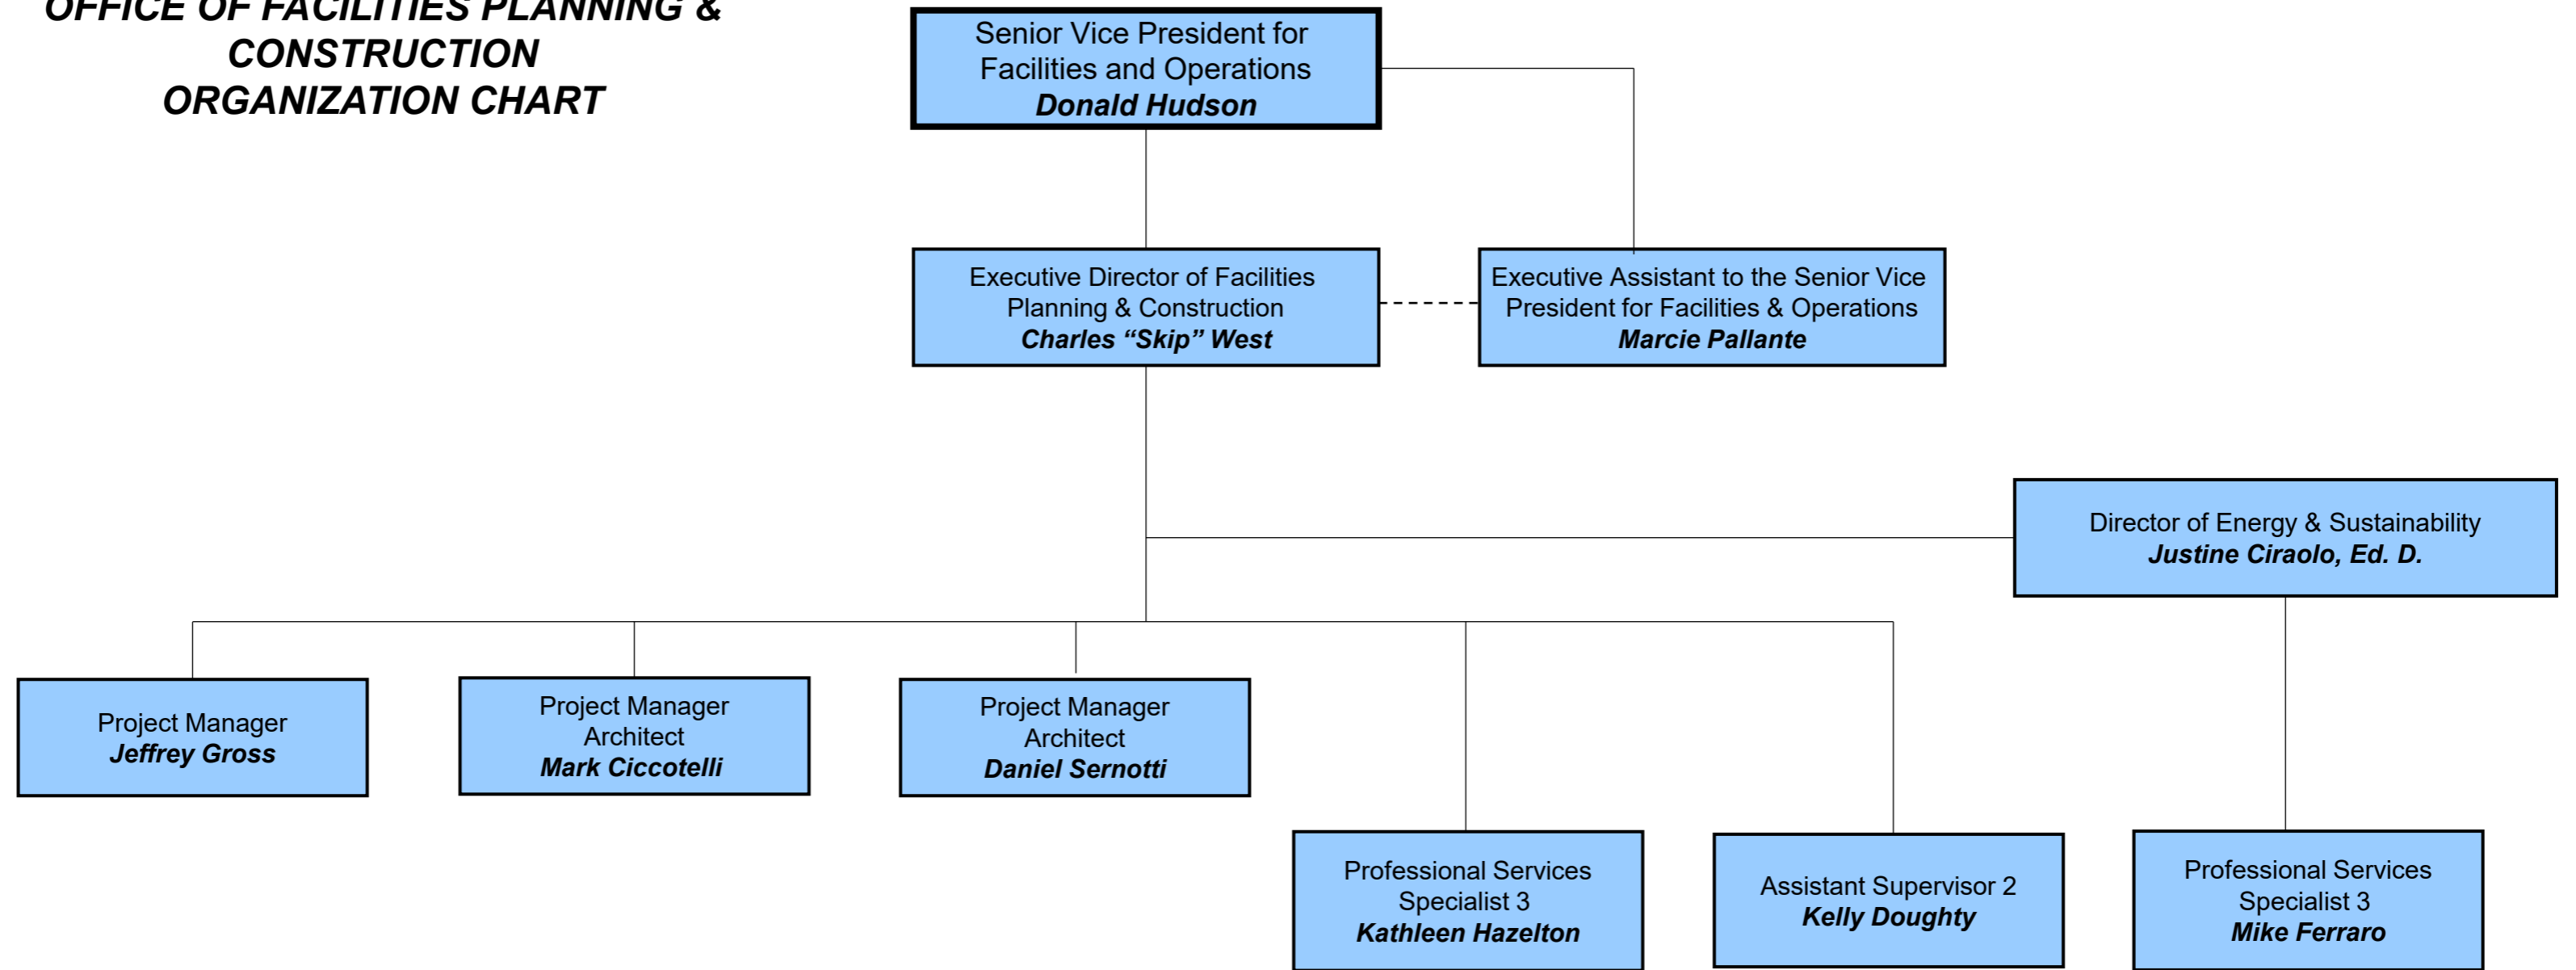 OFFICE OF FACILITIES PLANNING &
CONSTRUCTION
ORGANIZATION CHART
Senior Vice President for
Facilities and Operations
Donald Hudson
Executive Director of Facilities
Planning & Construction
Charles “Skip” West
Executive Assistant to the Senior Vice
President for Facilities & Operations
Marcie Pallante
Director of Energy & Sustainability
Justine Ciraolo, Ed. D.
Project Manager
Jeffrey Gross
Project Manager
Architect
Mark Ciccotelli
Project Manager
Architect
Daniel Sernotti
Professional Services
Specialist 3
Kathleen Hazelton
Assistant Supervisor 2
Kelly Doughty
Professional Services
Specialist 3
Mike Ferraro